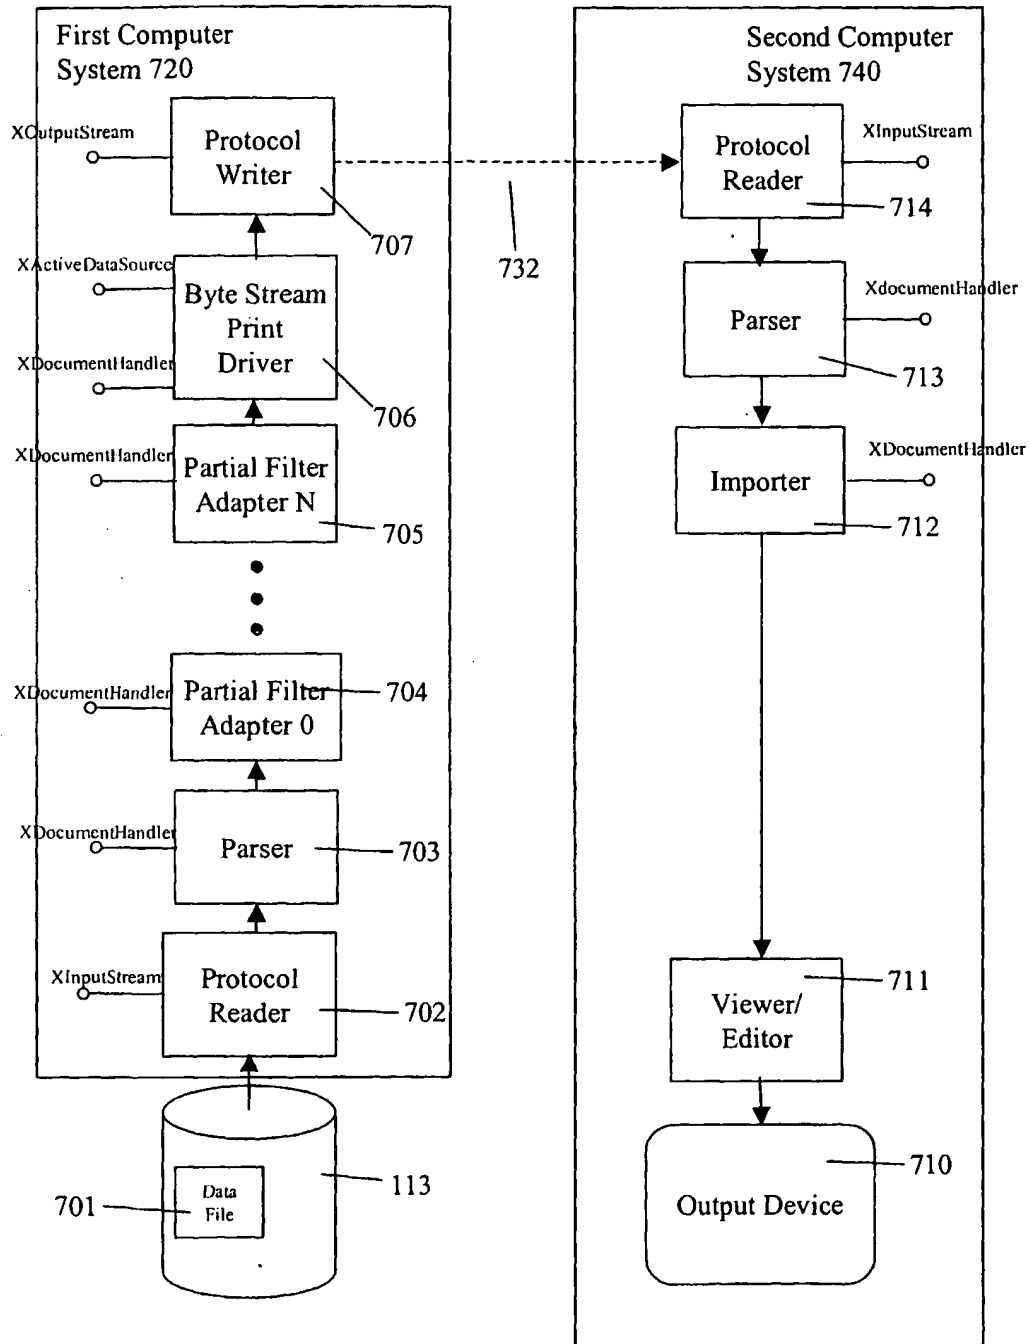 First Computer
System 720
XOutputStream
Protocol
Writer
707
XActiveDataSource
Byte Stream
Print
Driver
XDocumentHandler
706
XDocumentHandler
Partial Filter
Adapter N
705
XDocumentHandler
Partial Filter
Adapter 0
704
XDocumentHandler
Parser
703
XInputStream
Protocol
Reader
702
701
Data
File
113
732
Second Computer
System 740
Protocol
Reader
XInputStream
714
Parser
XdocumentHandler
713
Importer
XDocumentHandler
712
Viewer/
Editor
711
Output Device
710